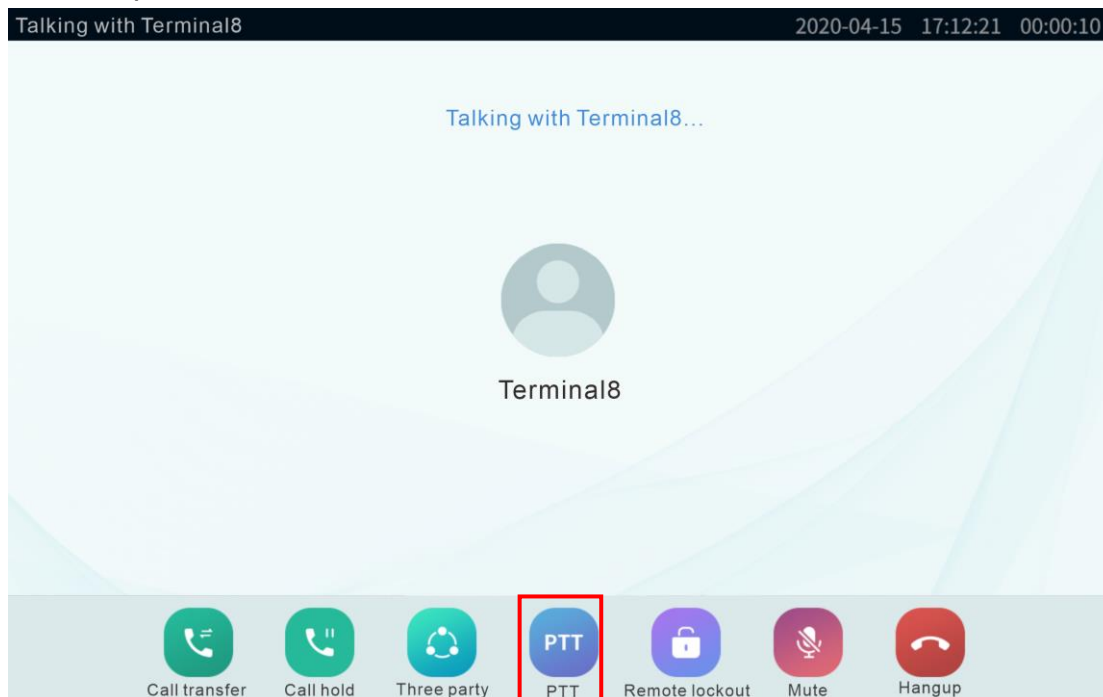 Talking with Terminal8 2020-04-15 17:12:21 00:00:10
Talking with Terminal8...
Terminal8
PTT
Call transfer Call hold Three party PTT Remote lockout Mute Hangup